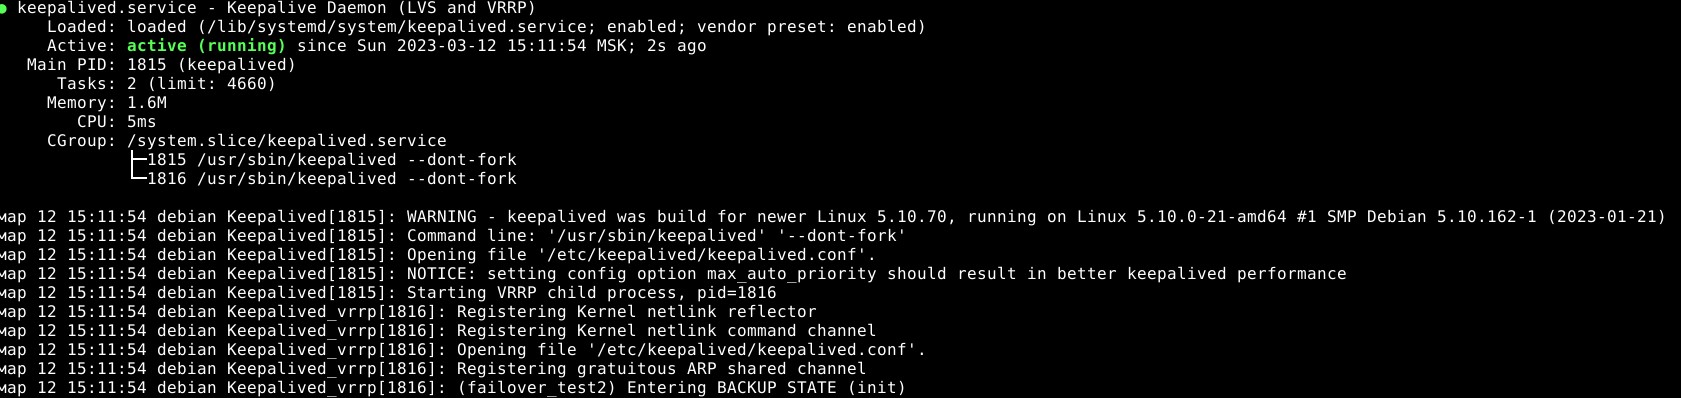 ● keepalived.service - Keepalive Daemon (LVS and VRRP)
Loaded: loaded (/lib/systemd/system/keepalived.service; enabled; vendor preset: enabled)
Active: active (running) since Sun 2023-03-12 15:11:54 MSK; 2s ago
Main PID: 1815 (keepalived)
Tasks: 2 (limit: 4660)
Memory: 1.6M
CPU: 5ms
CGroup: /system.slice/keepalived.service
├─1815 /usr/sbin/keepalived --dont-fork
└─1816 /usr/sbin/keepalived --dont-fork
мар 12 15:11:54 debian Keepalived[1815]: WARNING - keepalived was build for newer Linux 5.10.70, running on Linux 5.10.0-21-amd64 #1 SMP Debian 5.10.162-1 (2023-01-21)
мар 12 15:11:54 debian Keepalived[1815]: Command line: '/usr/sbin/keepalived' '--dont-fork'
мар 12 15:11:54 debian Keepalived[1815]: Opening file '/etc/keepalived/keepalived.conf'.
мар 12 15:11:54 debian Keepalived[1815]: NOTICE: setting config option max_auto_priority should result in better keepalived performance
мар 12 15:11:54 debian Keepalived[1815]: Starting VRRP child process, pid=1816
мар 12 15:11:54 debian Keepalived_vrrp[1816]: Registering Kernel netlink reflector
мар 12 15:11:54 debian Keepalived_vrrp[1816]: Registering Kernel netlink command channel
мар 12 15:11:54 debian Keepalived_vrrp[1816]: Opening file '/etc/keepalived/keepalived.conf'.
мар 12 15:11:54 debian Keepalived_vrrp[1816]: Registering gratuitous ARP shared channel
мар 12 15:11:54 debian Keepalived_vrrp[1816]: (failover_test2) Entering BACKUP STATE (init)